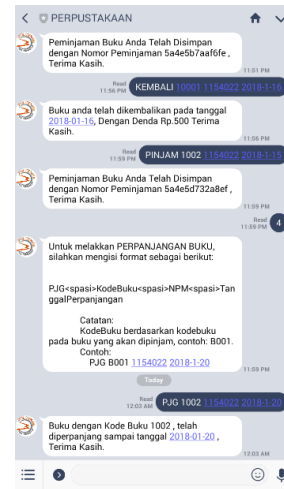 PERPUSTAKAAN
Peminjaman Buku Anda Telah Disimpan
dengan Nomor Peminjaman 5a4e5b7aaf6fe ,
Terima Kasih.
11:51 PM
Read
11:56 PM
KEMBALI 10001 1154022 2018-1-16
Buku anda telah dikembalikan pada tanggal
2018-01-16, Dengan Denda Rp.500 Terima
Kasih.
11:56 PM
Read
11:59 PM
PINJAM 1002 1154022 2018-1-15
Peminjaman Buku Anda Telah Disimpan
dengan Nomor Peminjaman 5a4e5d732a8ef ,
Terima Kasih.
11:59 PM
Read
11:59 PM
4
Untuk melakkan PERPANJANGAN BUKU,
silahkan mengisi format sebagai berikut:
PJG<spasi>KodeBuku<spasi>NPM<spasi>Tan
ggalPerpanjangan
Catatan:
KodeBuku berdasarkan kodebuku
pada buku yang akan dipinjam, contoh: B001.
Contoh:
PJG B001 1154022 2018-1-20
11:59 PM
Today
Read
12:03 AM
PJG 1002 1154022 2018-1-20
Buku dengan Kode Buku 1002 , telah
diperpanjang sampai tanggal 2018-01-20 ,
Terima Kasih.
12:03 AM